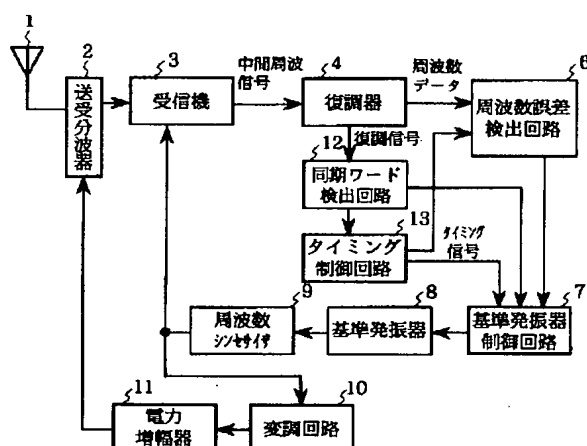 1
2
送受分波器
3
受信機
中間周波
信号
4
復調器
周波数
データ
6
周波数誤差
検出回路
復調信号
12
同期ワード
検出回路
13
タイミング
制御回路
タイミング
信号
7
基準発振器
制御回路
8
基準発振器
9
周波数
シンセサイザ
10
変調回路
11
電力
増幅器